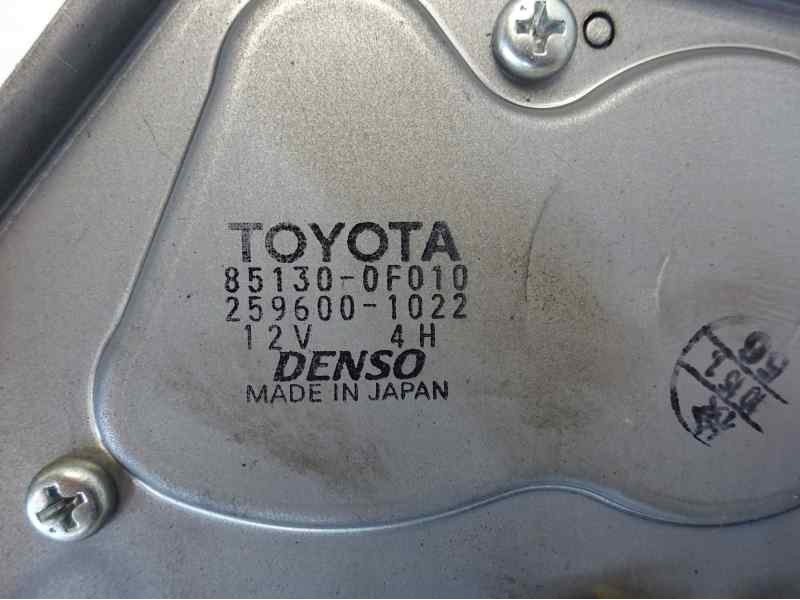 TOYOTA
85130-0F010
259600-1022
12V 4H
DENSO
MADE IN JAPAN